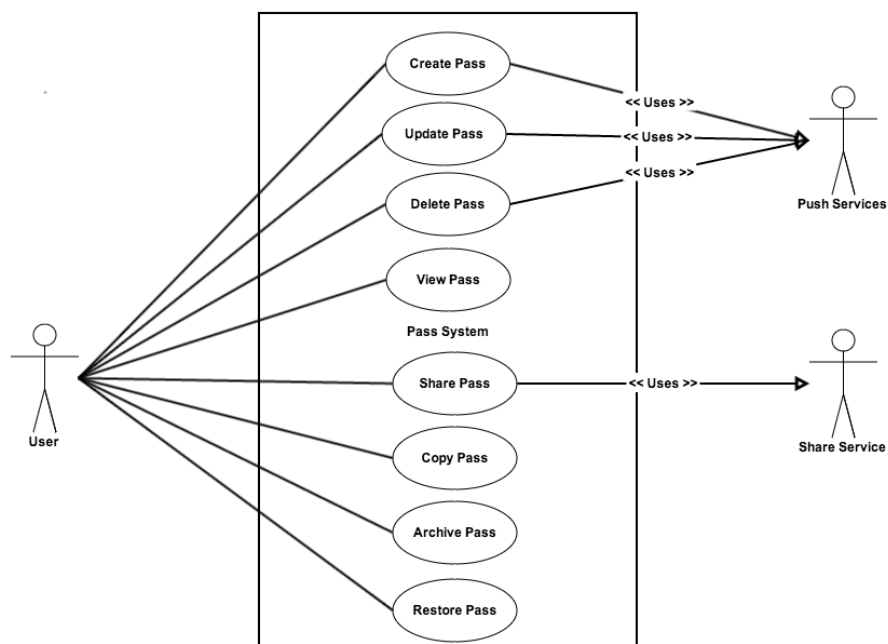 Create Pass
<< Uses >>
Update Pass
<< Uses >>
Delete Pass
<< Uses >>
Push Services
View Pass
Pass System
Share Pass
<< Uses >>
User
Share Service
Copy Pass
Archive Pass
Restore Pass